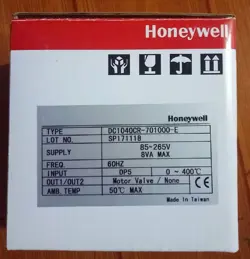 Honeywell
Honeywell
TYPE DC1040CR-701000-E
LOT NO. SP171118
SUPPLY 85-265V
8VA MAX
FREQ. 60HZ
INPUT DPS 0 ~ 400℃
OUT1/OUT2 Motor Valve / None
AMB.TEMP 50℃ MAX
CE
Made In Taiwan